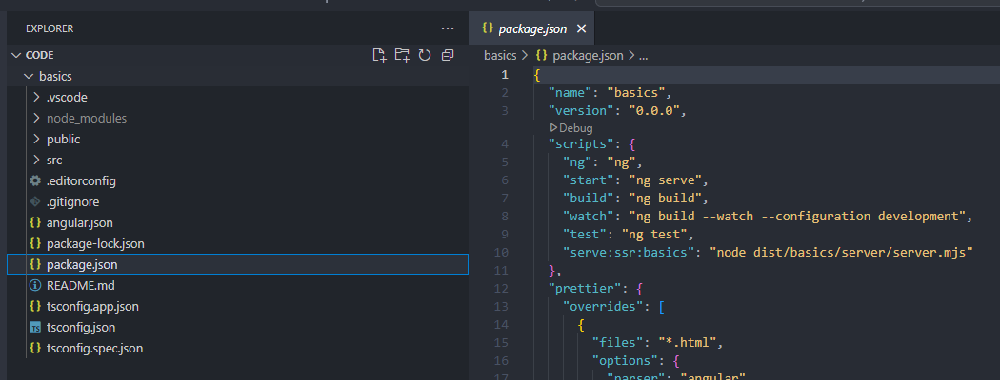 EXPLORER
...
CODE
basics
.vscode
node_modules
public
src
.editorconfig
.gitignore
angular.json
package-lock.json
package.json
README.md
tsconfig.app.json
tsconfig.json
tsconfig.spec.json
package.json
basics > package.json > ...
1 {
2 "name": "basics",
3 "version": "0.0.0",
Debug
4 "scripts": {
5 "ng": "ng",
6 "start": "ng serve",
7 "build": "ng build",
8 "watch": "ng build --watch --configuration development",
9 "test": "ng test",
10 "serve:ssr:basics": "node dist/basics/server/server.mjs"
11 },
12 "prettier": {
13 "overrides": [
14 {
15 "files": "*.html",
16 "options": {
17 "parser": "angular"